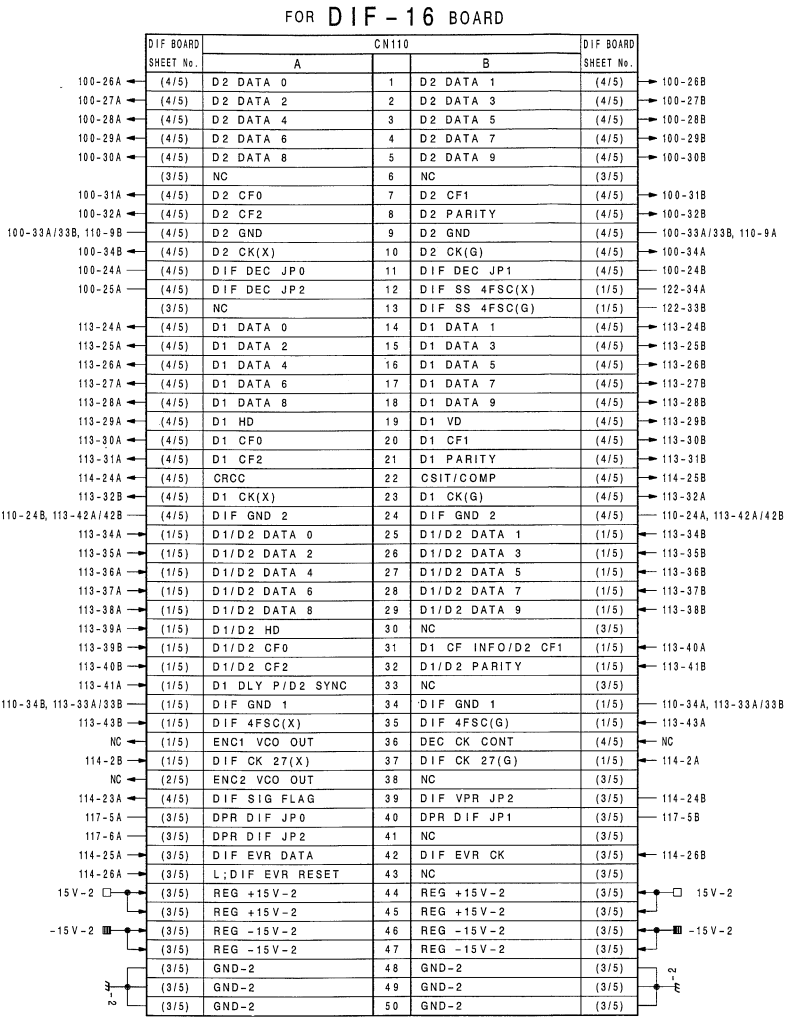 FOR DIF-16 BOARD
DIF BOARD CN110 DIF BOARD
SHEET No. A B SHEET No.
100-26A (4/5) D2 DATA 0 1 D2 DATA 1 (4/5) 100-26B
100-27A (4/5) D2 DATA 2 2 D2 DATA 3 (4/5) 100-27B
100-28A (4/5) D2 DATA 4 3 D2 DATA 5 (4/5) 100-28B
100-29A (4/5) D2 DATA 6 4 D2 DATA 7 (4/5) 100-29B
100-30A (4/5) D2 DATA 8 5 D2 DATA 9 (4/5) 100-30B
(3/5) NC 6 NC (3/5)
100-31A (4/5) D2 CF0 7 D2 CF1 (4/5) 100-31B
100-32A (4/5) D2 CF2 8 D2 PARITY (4/5) 100-32B
100-33A/33B, 110-9B (4/5) D2 GND 9 D2 GND (4/5) 100-33A/33B, 110-9A
100-34B (4/5) D2 CK(X) 10 D2 CK(G) (4/5) 100-34A
100-24A (4/5) DIF DEC JP0 11 DIF DEC JP1 (4/5) 100-24B
100-25A (4/5) DIF DEC JP2 12 DIF SS 4FSC(X) (1/5) 122-34A
(3/5) NC 13 DIF SS 4FSC(G) (1/5) 122-33B
113-24A (4/5) D1 DATA 0 14 D1 DATA 1 (4/5) 113-24B
113-25A (4/5) D1 DATA 2 15 D1 DATA 3 (4/5) 113-25B
113-26A (4/5) D1 DATA 4 16 D1 DATA 5 (4/5) 113-26B
113-27A (4/5) D1 DATA 6 17 D1 DATA 7 (4/5) 113-27B
113-28A (4/5) D1 DATA 8 18 D1 DATA 9 (4/5) 113-28B
113-29A (4/5) D1 HD 19 D1 VD (4/5) 113-29B
113-30A (4/5) D1 CF0 20 D1 CF1 (4/5) 113-30B
113-31A (4/5) D1 CF2 21 D1 PARITY (4/5) 113-31B
114-24A (4/5) CRCC 22 CSIT/COMP (4/5) 114-25B
113-32B (4/5) D1 CK(X) 23 D1 CK(G) (4/5) 113-32A
110-24B, 113-42A/42B (4/5) DIF GND 2 24 DIF GND 2 (4/5) 110-24A, 113-42A/42B
113-34A (1/5) D1/D2 DATA 0 25 D1/D2 DATA 1 (1/5) 113-34B
113-35A (1/5) D1/D2 DATA 2 26 D1/D2 DATA 3 (1/5) 113-35B
113-36A (1/5) D1/D2 DATA 4 27 D1/D2 DATA 5 (1/5) 113-36B
113-37A (1/5) D1/D2 DATA 6 28 D1/D2 DATA 7 (1/5) 113-37B
113-38A (1/5) D1/D2 DATA 8 29 D1/D2 DATA 9 (1/5) 113-38B
113-39A (1/5) D1/D2 HD 30 NC (3/5)
113-39B (1/5) D1/D2 CF0 31 D1 CF INFO/D2 CF1 (1/5) 113-40A
113-40B (1/5) D1/D2 CF2 32 D1/D2 PARITY (1/5) 113-41B
113-41A (1/5) D1 DLY P/D2 SYNC 33 NC (3/5)
110-34B, 113-33A/33B (1/5) DIF GND 1 34 DIF GND 1 (1/5) 110-34A, 113-33A/33B
113-43B (1/5) DIF 4FSC(X) 35 DIF 4FSC(G) (1/5) 113-43A
NC (1/5) ENC1 VCO OUT 36 DEC CK CONT (4/5) NC
114-2B (1/5) DIF CK 27(X) 37 DIF CK 27(G) (1/5) 114-2A
NC (2/5) ENC2 VCO OUT 38 NC (3/5)
114-23A (4/5) DIF SIG FLAG 39 DIF VPR JP2 (3/5) 114-24B
117-5A (3/5) DPR DIF JP0 40 DPR DIF JP1 (3/5) 117-5B
117-6A (3/5) DPR DIF JP2 41 NC (3/5)
114-25A (3/5) DIF EVR DATA 42 DIF EVR CK (3/5) 114-26B
114-26A (3/5) L;DIF EVR RESET 43 NC (3/5)
15V-2 (3/5) REG +15V-2 44 REG +15V-2 (3/5) 15V-2
(3/5) REG +15V-2 45 REG +15V-2 (3/5)
-15V-2 (3/5) REG -15V-2 46 REG -15V-2 (3/5) -15V-2
(3/5) REG -15V-2 47 REG -15V-2 (3/5)
(3/5) GND-2 48 GND-2 (3/5)
-2 (3/5) GND-2 49 GND-2 (3/5) -2
(3/5) GND-2 50 GND-2 (3/5)